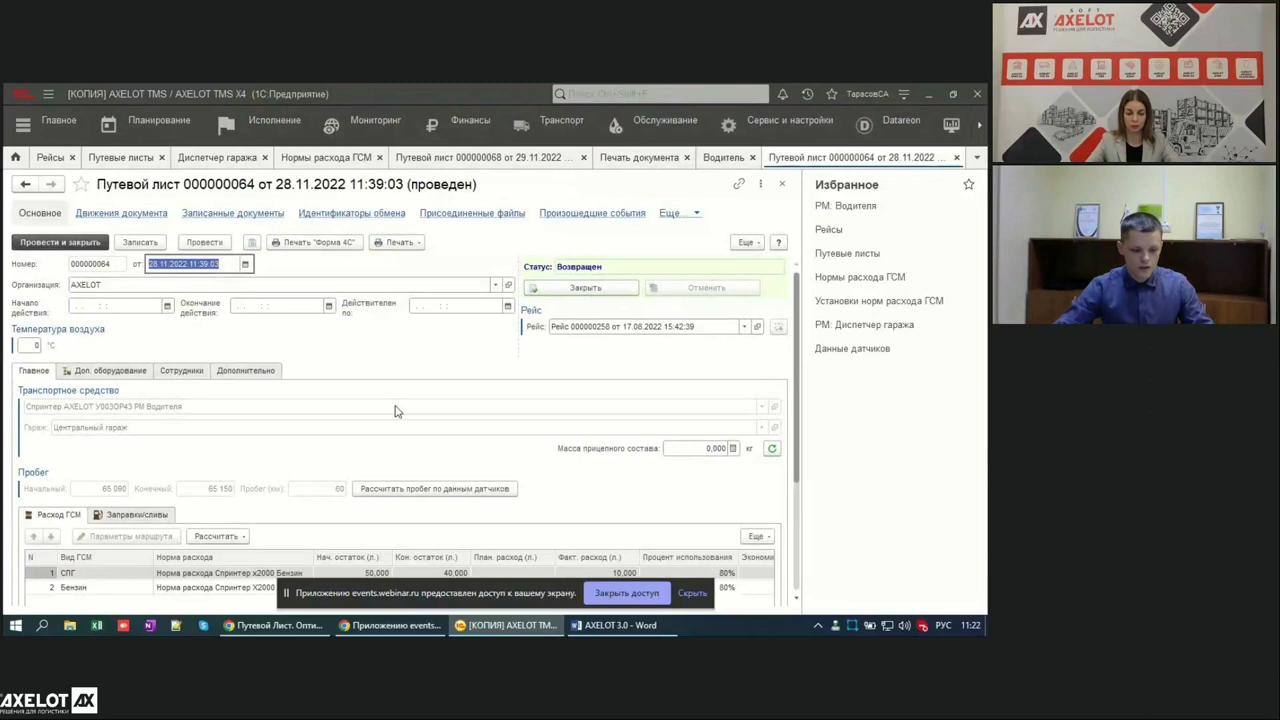 SOFT
AXELOT
РЕШЕНИЯ ДЛЯ ЛОГИСТИКИ
[КОПИЯ] AXELOT TMS / AXELOT TMS X4 (1С:Предприятие)
Поиск Ctrl+Shift+F
ТарасовСА
Главное Планирование Исполнение Мониторинг Финансы Транспорт Обслуживание Сервис и настройки Datareon
Рейсы × Путевые листы × Диспетчер гаража × Нормы расхода ГСМ × Путевой лист 000000068 от 29.11.2022 ... × Печать документа × Водитель × Путевой лист 000000064 от 28.11.2022 ... ×
Путевой лист 000000064 от 28.11.2022 11:39:03 (проведен)
Основное Движения документа Записанные документы Идентификаторы обмена Присоединенные файлы Произошедшие события Еще...
Провести и закрыть Записать Провести Печать "Форма 4С" Печать Еще ?
Номер: 000000064 от: 28.11.2022 11:39:03
Статус: Возвращен
Организация: AXELOT
Закрыть Отменить
Начало действия: . . : : Окончание действия: . . : : Действителен по: . . : :
Рейс
Рейс: Рейс 000000258 от 17.08.2022 15:42:39
Температура воздуха
0 °C
Главное Доп. оборудование Сотрудники Дополнительно
Транспортное средство
Спринтер AXELOT У003ОР43 РМ Водителя
Гараж: Центральный гараж
Масса прицепного состава: 0,000 кг
Пробег
Начальный: 65 090 Конечный: 65 150 Пробег (км): 60 Рассчитать пробег по данным датчиков
Расход ГСМ Заправки/сливы
Параметры маршрута Рассчитать Еще
N Вид ГСМ Норма расхода Нач. остаток (л.) Кон. остаток (л.) План. расход (л.) Факт. расход (л.) Процент использования Экономи
1 СПГ Норма расхода Спринтер х2000 Бензин 50,000 40,000 10,000 80%
2 Бензин Норма расхода Спринтер Х2000 80%
Приложению events.webinar.ru предоставлен доступ к вашему экрану. Закрыть доступ Скрыть
Избранное
РМ: Водителя
Рейсы
Путевые листы
Нормы расхода ГСМ
Установки норм расхода ГСМ
РМ: Диспетчер гаража
Данные датчиков
Путевой Лист. Опти... Приложению events... [КОПИЯ] AXELOT TM... AXELOT 3.0 - Word РУС 11:22
AXELOT